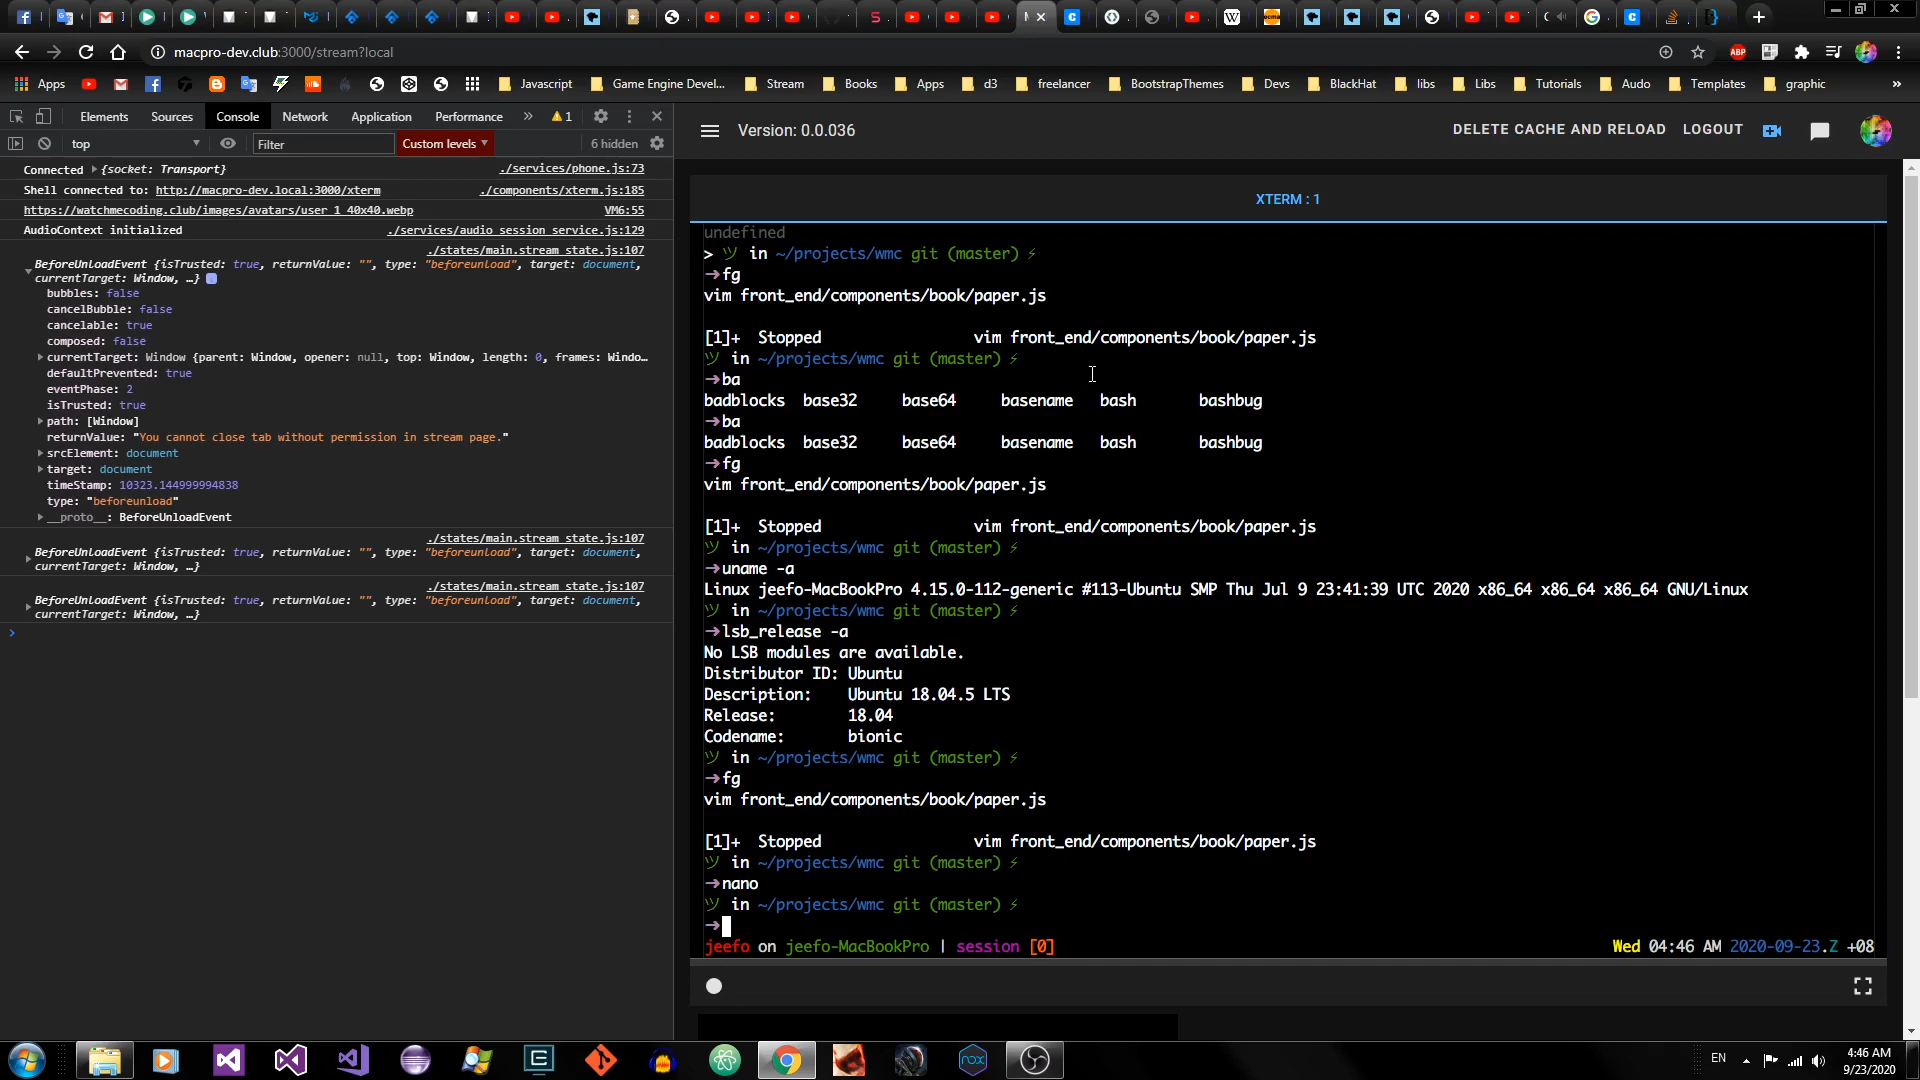 macpro-dev.club:3000/stream?local
Apps
Javascript
Game Engine Devel...
Stream
Books
Apps
d3
freelancer
BootstrapThemes
Devs
BlackHat
libs
Libs
Tutorials
Audo
Templates
graphic
»
Elements
Sources
Console
Network
Application
Performance
»
1
top
Filter
Custom levels
6 hidden
Connected {socket: Transport} ./services/phone.js:73
Shell connected to: http://macpro-dev.local:3000/xterm ./components/xterm.js:185
https://watchmecoding.club/images/avatars/user_1_40x40.webp VM6:55
AudioContext initialized ./services/audio_session_service.js:129
./states/main.stream_state.js:107
BeforeUnloadEvent {isTrusted: true, returnValue: "", type: "beforeunload", target: document,
currentTarget: Window, …}
bubbles: false
cancelBubble: false
cancelable: true
composed: false
currentTarget: Window {parent: Window, opener: null, top: Window, length: 0, frames: Windo…
defaultPrevented: true
eventPhase: 2
isTrusted: true
path: [Window]
returnValue: "You cannot close tab without permission in stream page."
srcElement: document
target: document
timeStamp: 10323.144999994838
type: "beforeunload"
__proto__: BeforeUnloadEvent
./states/main.stream_state.js:107
BeforeUnloadEvent {isTrusted: true, returnValue: "", type: "beforeunload", target: document,
currentTarget: Window, …}
./states/main.stream_state.js:107
BeforeUnloadEvent {isTrusted: true, returnValue: "", type: "beforeunload", target: document,
currentTarget: Window, …}
>
Version: 0.0.036
DELETE CACHE AND RELOAD
LOGOUT
XTERM : 1
undefined
> ツ in ~/projects/wmc git (master) ⚡
→fg
vim front_end/components/book/paper.js
[1]+  Stopped                 vim front_end/components/book/paper.js
ツ in ~/projects/wmc git (master) ⚡
→ba
badblocks  base32     base64     basename   bash       bashbug
→ba
badblocks  base32     base64     basename   bash       bashbug
→fg
vim front_end/components/book/paper.js
[1]+  Stopped                 vim front_end/components/book/paper.js
ツ in ~/projects/wmc git (master) ⚡
→uname -a
Linux jeefo-MacBookPro 4.15.0-112-generic #113-Ubuntu SMP Thu Jul 9 23:41:39 UTC 2020 x86_64 x86_64 x86_64 GNU/Linux
ツ in ~/projects/wmc git (master) ⚡
→lsb_release -a
No LSB modules are available.
Distributor ID: Ubuntu
Description:    Ubuntu 18.04.5 LTS
Release:        18.04
Codename:       bionic
ツ in ~/projects/wmc git (master) ⚡
→fg
vim front_end/components/book/paper.js
[1]+  Stopped                 vim front_end/components/book/paper.js
ツ in ~/projects/wmc git (master) ⚡
→nano
ツ in ~/projects/wmc git (master) ⚡
→
jeefo on jeefo-MacBookPro | session [0]
Wed 04:46 AM 2020-09-23.Z +08
EN
4:46 AM
9/23/2020